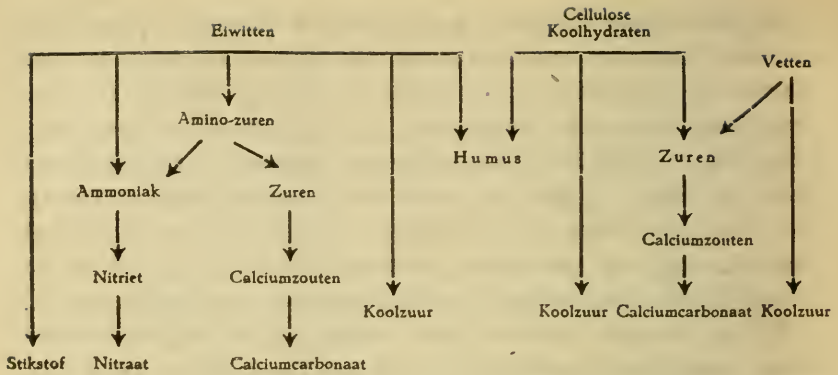 Eiwitten
Cellulose
Koolhydraten
Vetten
Amino-zuren
Humus
Zuren
Ammoniak
Zuren
Calciumzouten
Nitriet
Calciumzouten
Koolzuur
Koolzuur
Calciumcarbonaat
Koolzuur
Stikstof
Nitraat
Calciumcarbonaat